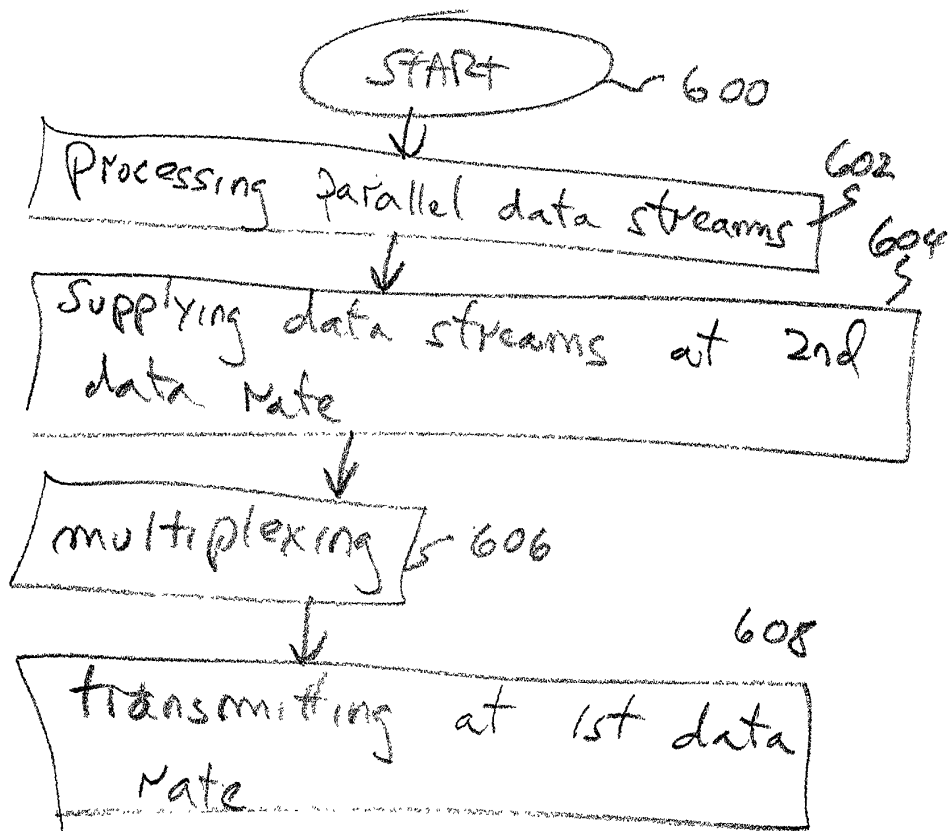 START
600
Processing parallel data streams
602
604
Supplying data streams at 2nd
data rate
multiplexing
606
608
transmitting at 1st data
rate